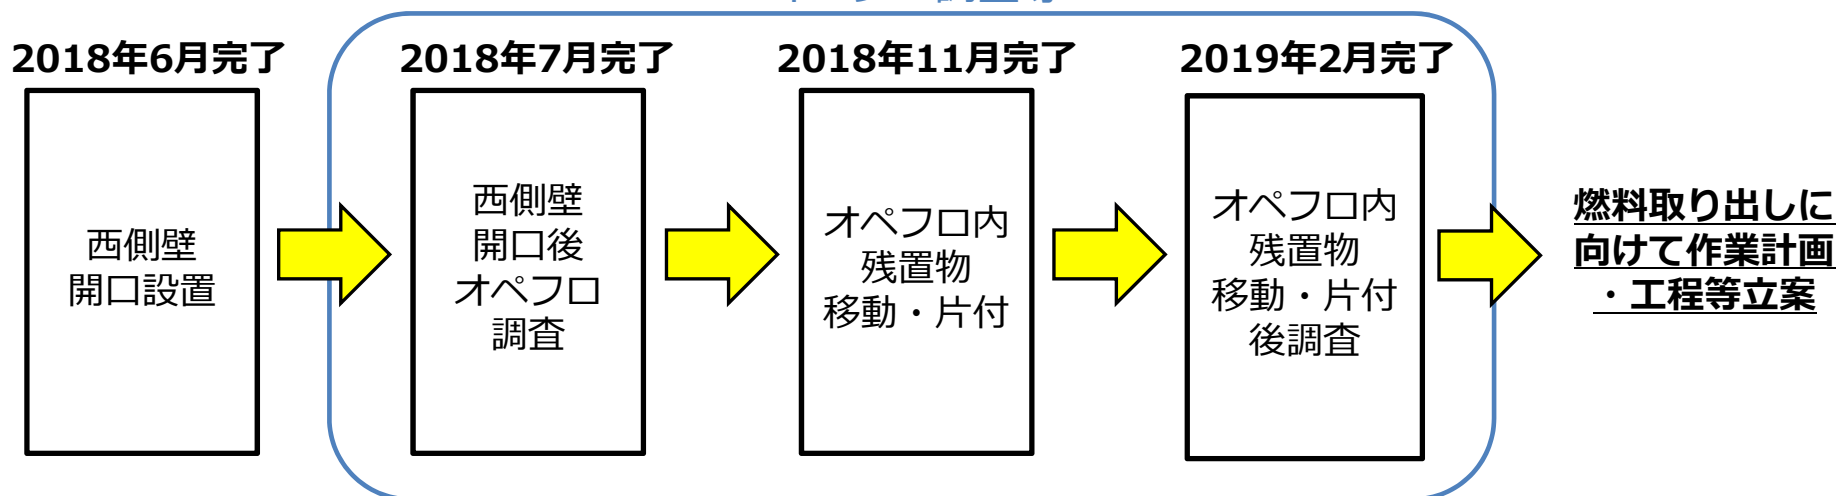 2018年6月完了
2018年7月完了
2018年11月完了
2019年2月完了
西側壁
開口設置
西側壁
開口後
オペフロ
調査
オペフロ内
残置物
移動・片付
オペフロ内
残置物
移動・片付
後調査
燃料取り出しに
向けて作業計画
・工程等立案